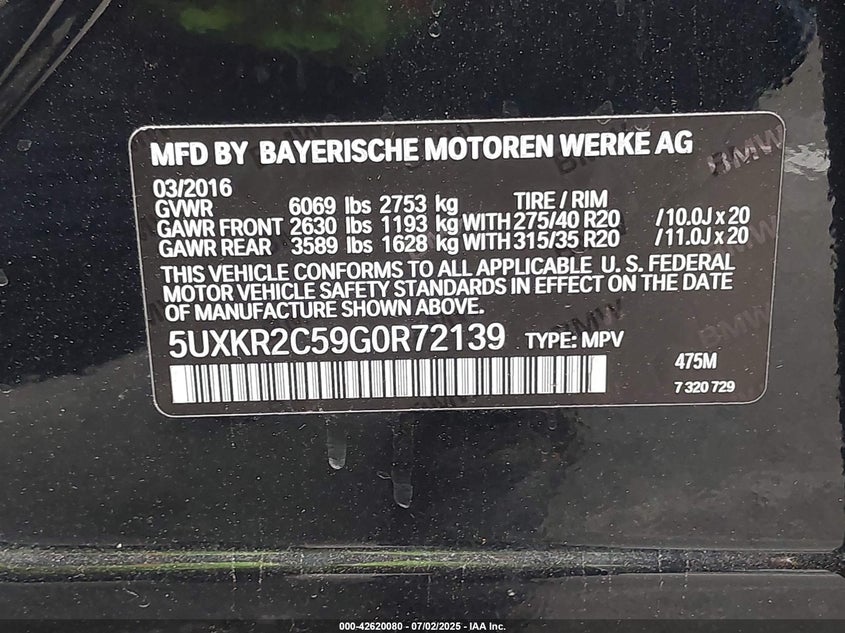 MFD BY BAYERISCHE MOTOREN WERKE AG
BMW
03/2016
GVWR 6069 lbs 2753 kg TIRE / RIM
GAWR FRONT 2630 lbs 1193 kg WITH 275/40 R20 /10.0J x 20
GAWR REAR 3589 lbs 1628 kg WITH 315/35 R20 /11.0J x 20
THIS VEHICLE CONFORMS TO ALL APPLICABLE U. S. FEDERAL
MOTOR VEHICLE SAFETY STANDARDS IN EFFECT ON THE DATE
OF MANUFACTURE SHOWN ABOVE.
BMW
5UXKR2C59G0R72139 TYPE: MPV
475M
7 320 729
000-42620080 - 07/02/2025 - IAA Inc.